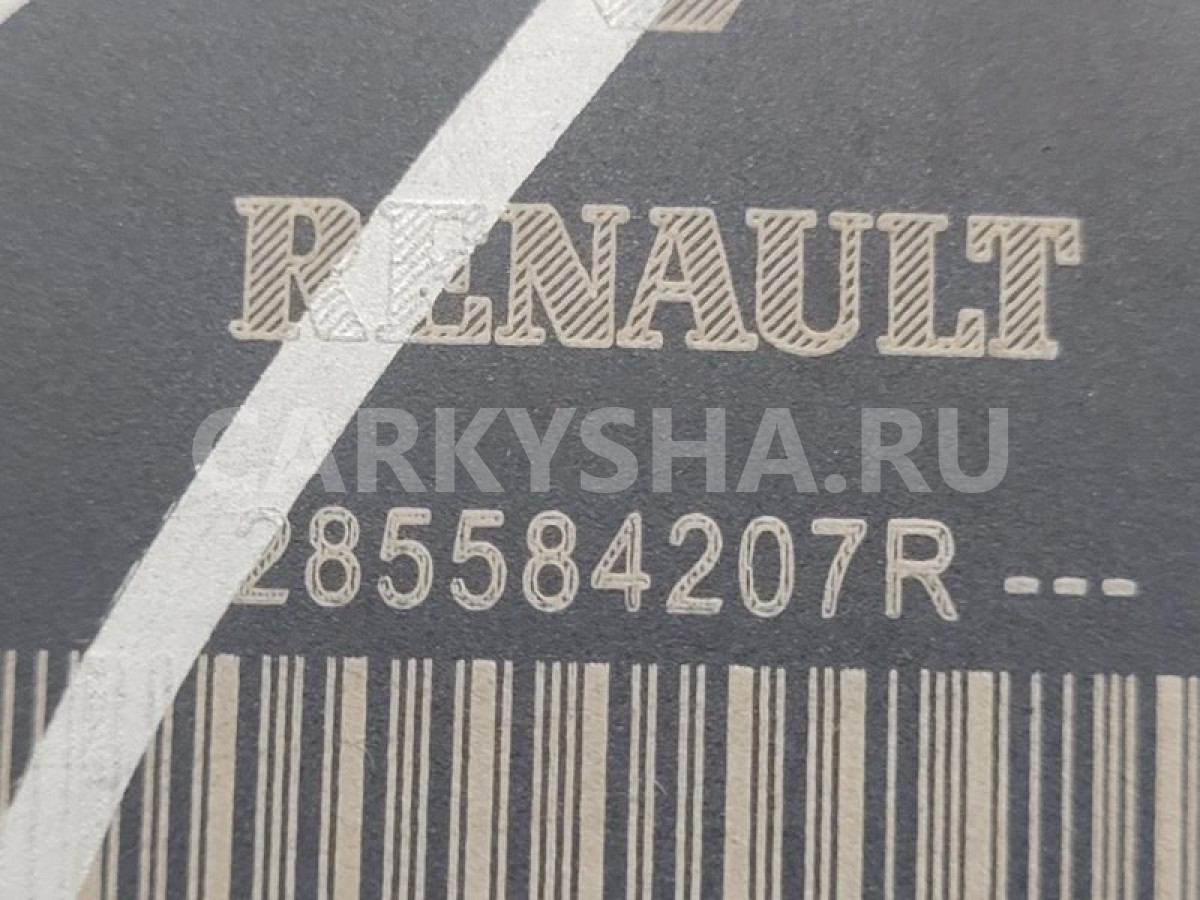 RENAULT
CARKYSHA.RU
285584207R ---